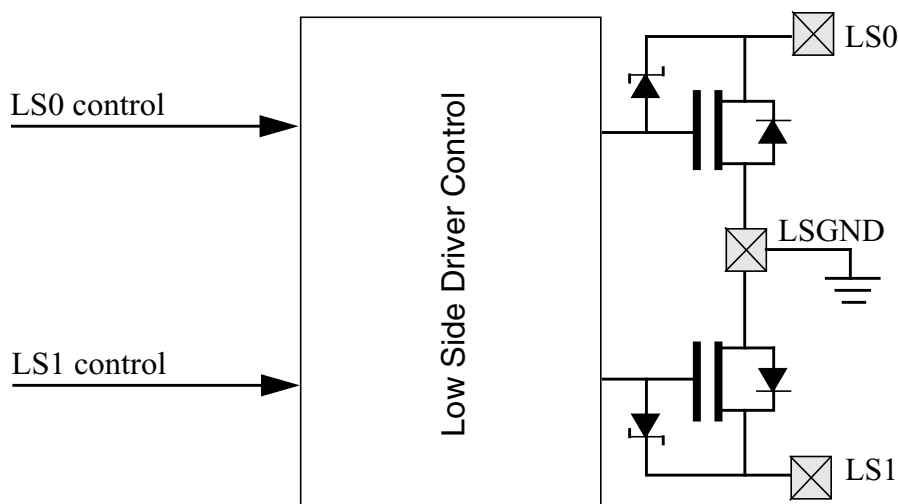 LS0
LS0 control
Low Side Driver Control
LSGND
LS1 control
LS1